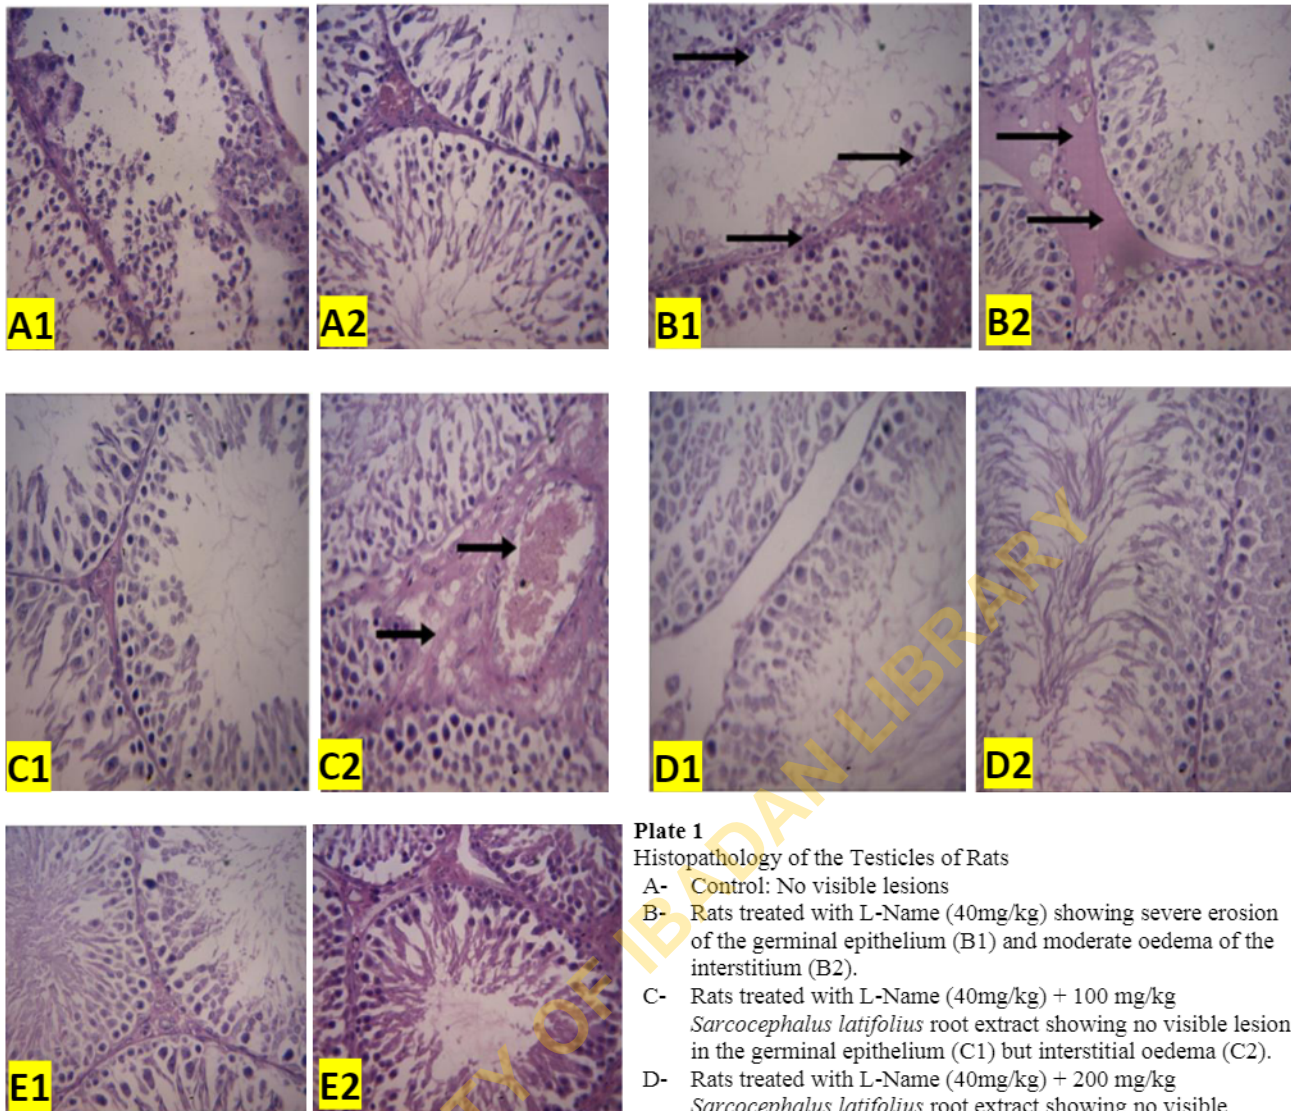 A1
A2
B1
B2
C1
C2
D1
D2
E1
E2
Plate 1
Histopathology of the Testicles of Rats
A- Control: No visible lesions
B- Rats treated with L-Name (40mg/kg) showing severe erosion
of the germinal epithelium (B1) and moderate oedema of the
interstitium (B2).
C- Rats treated with L-Name (40mg/kg) + 100 mg/kg
Sarcocephalus latifolius root extract showing no visible lesion
in the germinal epithelium (C1) but interstitial oedema (C2).
D- Rats treated with L-Name (40mg/kg) + 200 mg/kg
Sarcocephalus latifolius root extract showing no visible
TY OF IBADAN LIBRARY